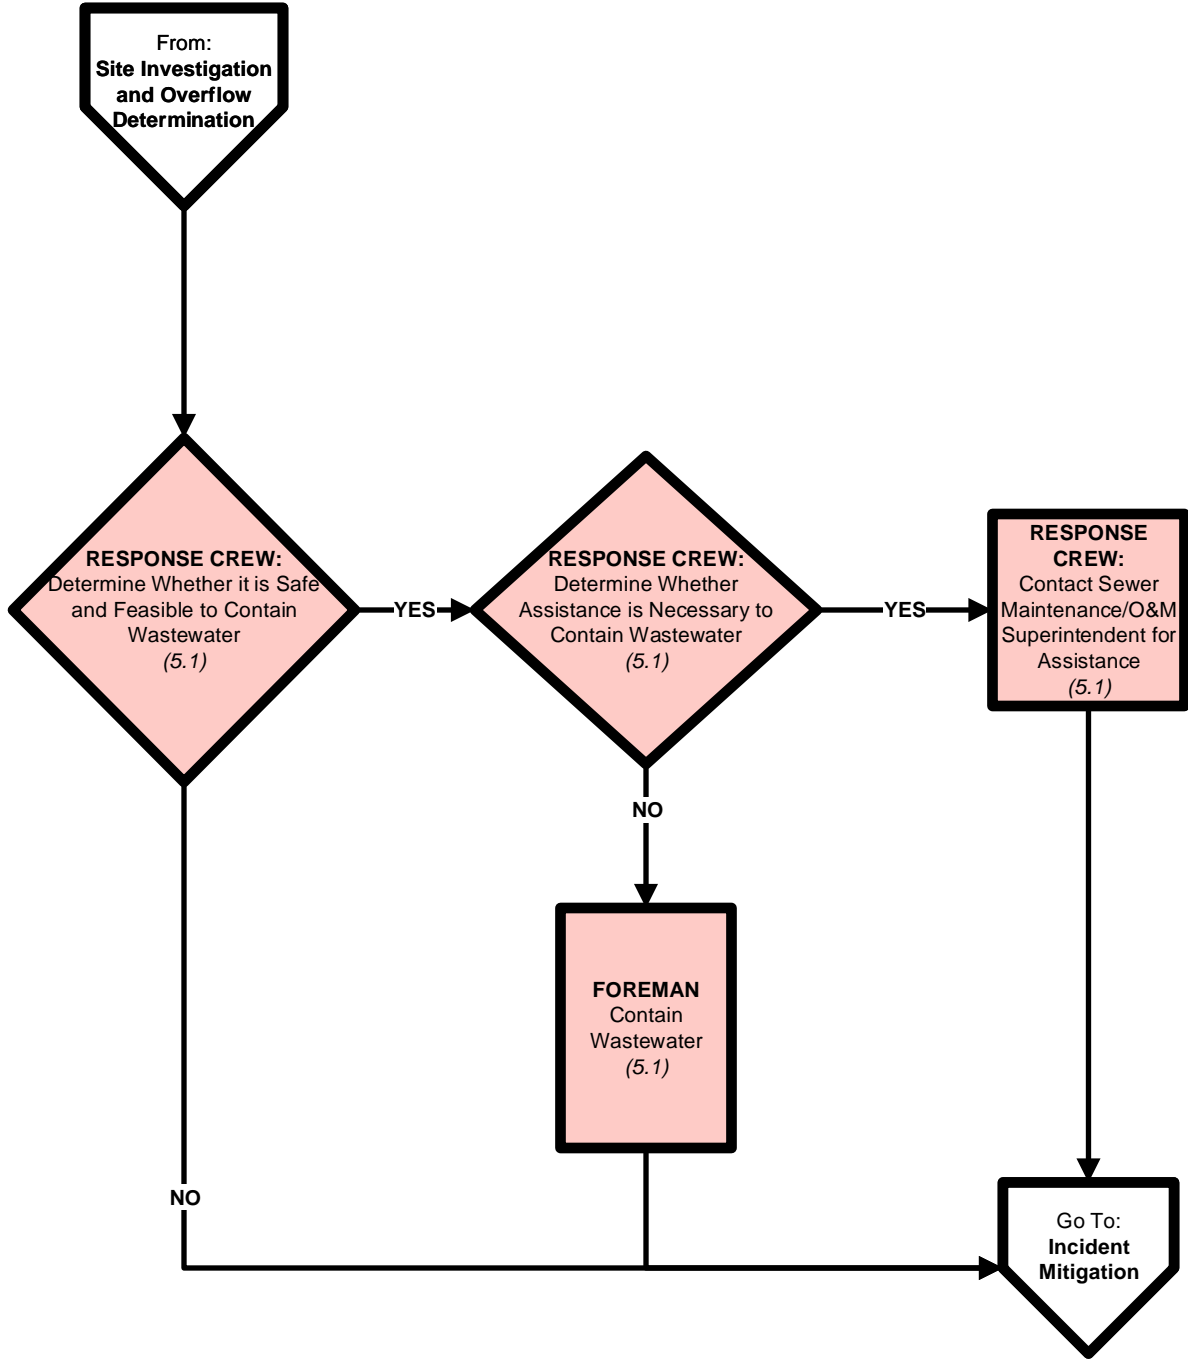 From:
Site Investigation
and Overflow
Determination
RESPONSE CREW:
Determine Whether it is Safe
and Feasible to Contain
Wastewater
(5.1)
YES
RESPONSE CREW:
Determine Whether
Assistance is Necessary to
Contain Wastewater
(5.1)
YES
RESPONSE
CREW:
Contact Sewer
Maintenance/O&M
Superintendent for
Assistance
(5.1)
NO
FOREMAN
Contain
Wastewater
(5.1)
NO
Go To:
Incident
Mitigation